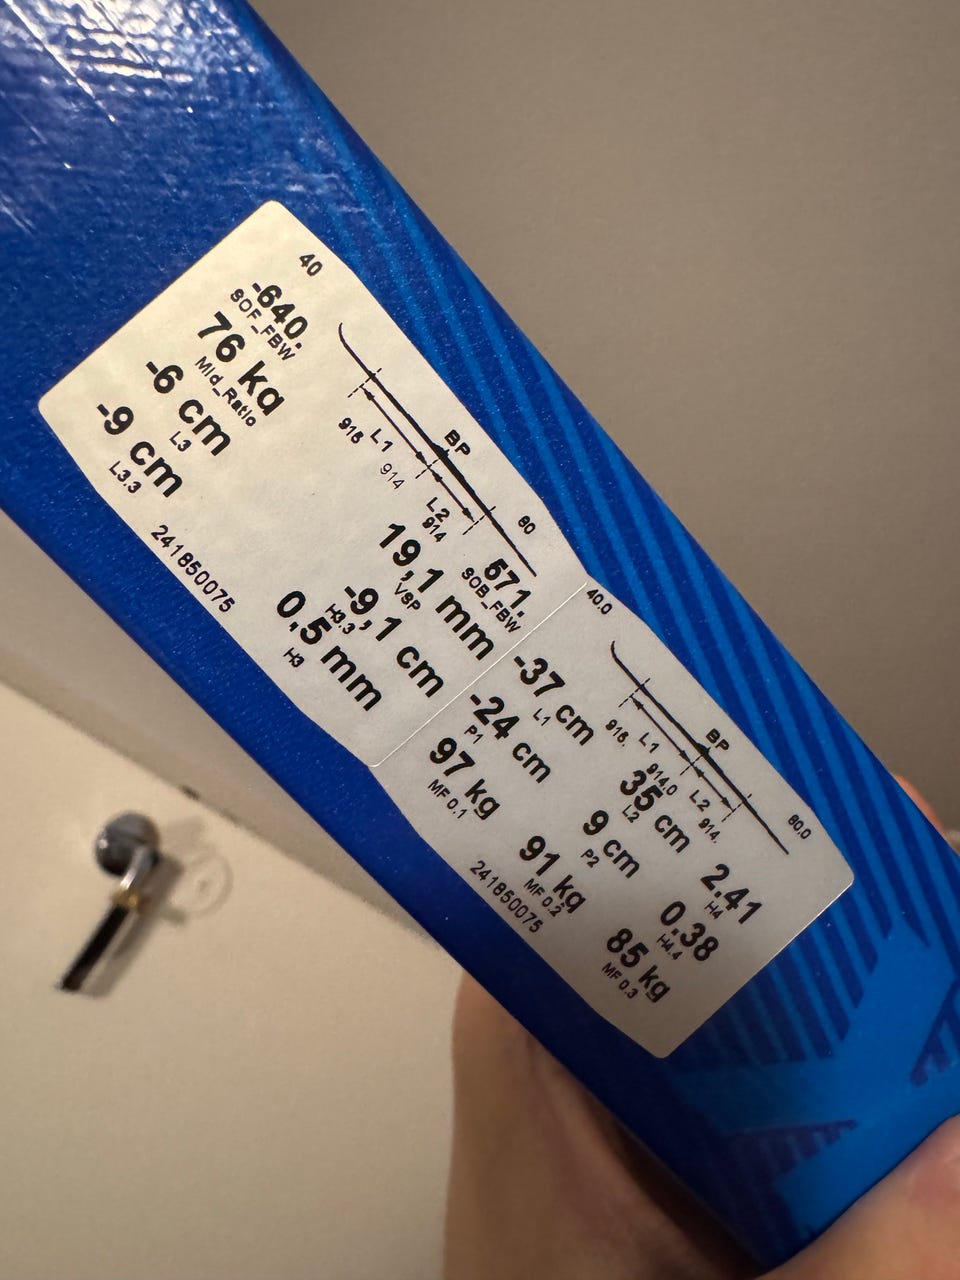 40
-640.
SOF_FBW
76 kg
Mid_Ratio
-6 cm
L3
-9 cm
L3.3
241850075
BP
L1
915
914
L2
914
80
571.
SOB_FBW
19,1 mm
VSP
-9,1 cm
H3.3
0,5 mm
H3
40.0
BP
L1
915.
914.0
L2
914.
80.0
-37 cm
L1
-24 cm
P1
97 kg
MF 0.1
35 cm
L2
9 cm
P2
91 kg
MF 0.2
241850075
2.41
H4
0.38
H4.4
85 kg
MF 0.3